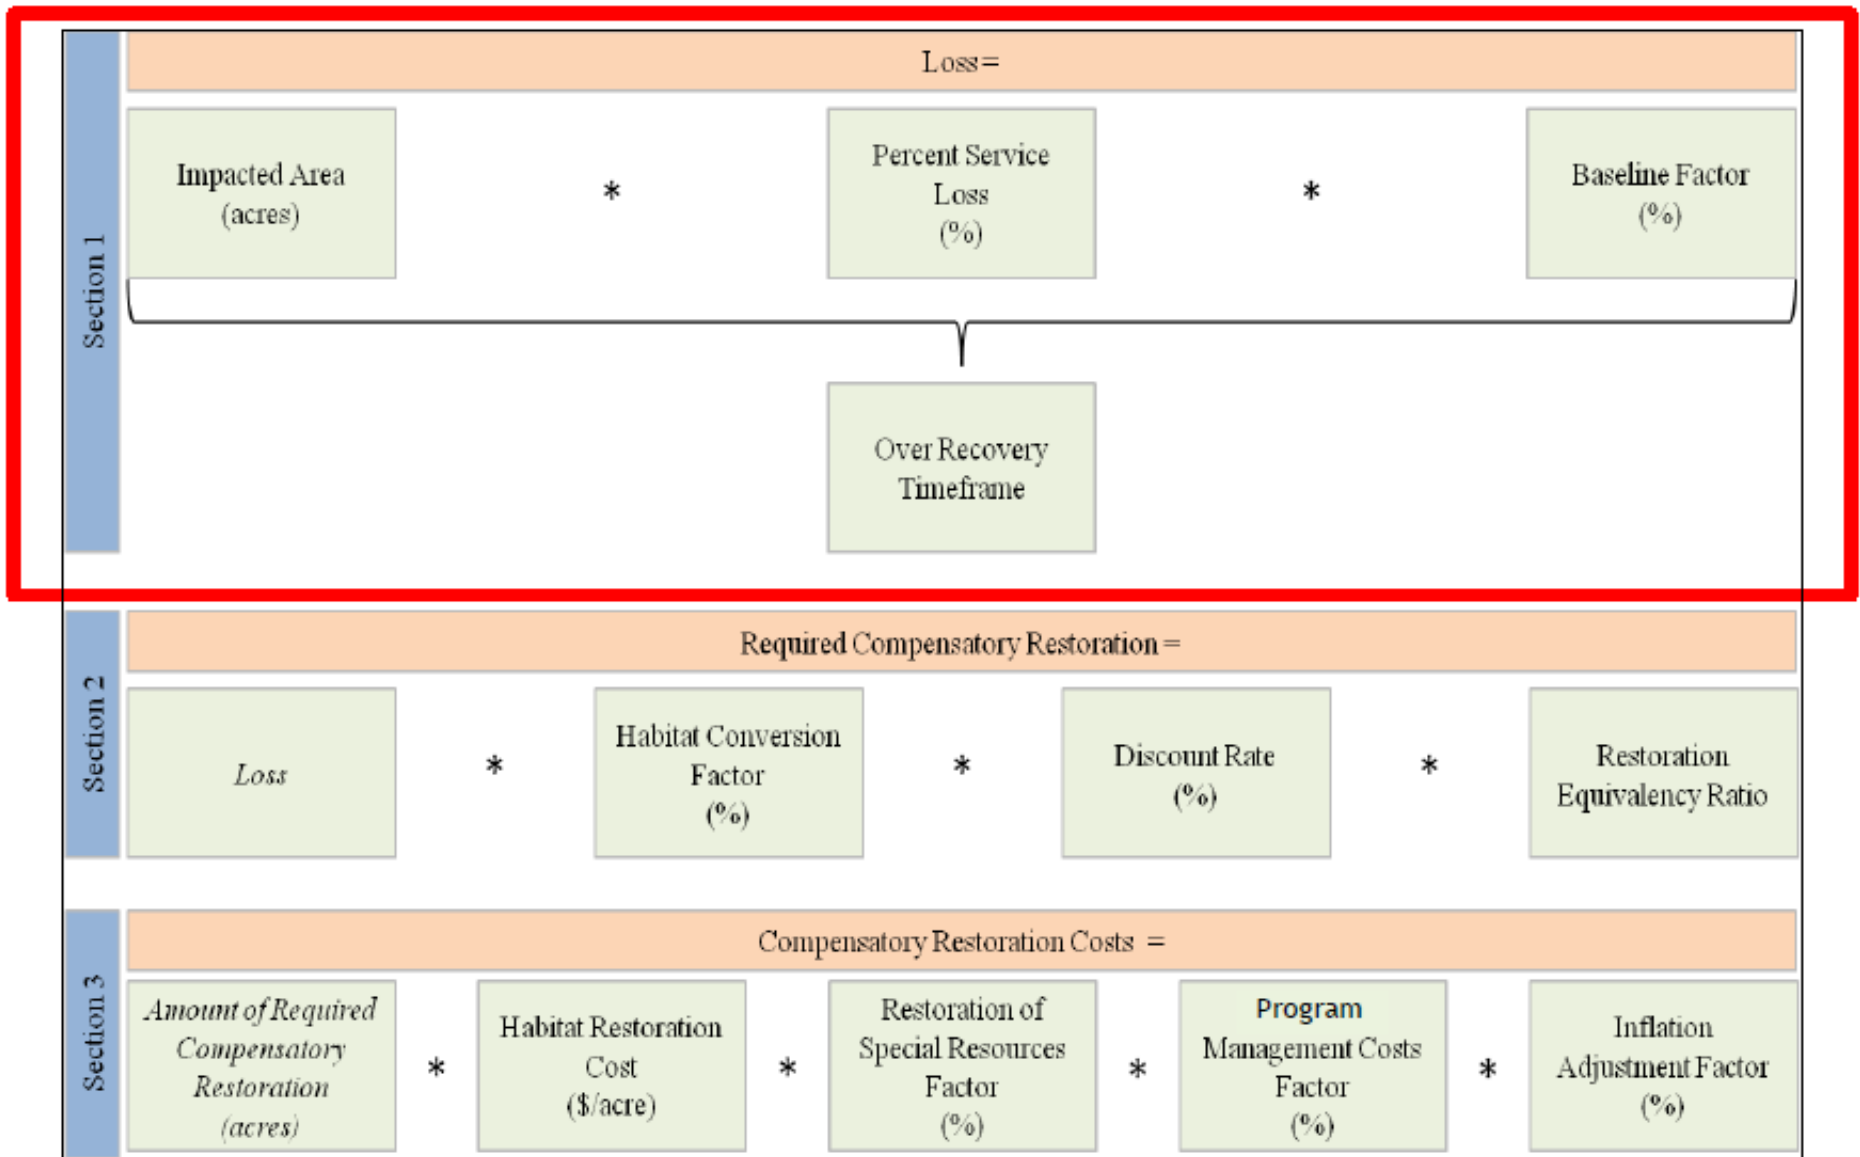 Section 1
Loss=
Impacted Area
(acres)
*
Percent Service
Loss
(%)
*
Baseline Factor
(%)
Over Recovery
Timeframe
Section 2
Required Compensatory Restoration =
Loss
*
Habitat Conversion
Factor
(%)
*
Discount Rate
(%)
*
Restoration
Equivalency Ratio
Section 3
Compensatory Restoration Costs =
Amount of Required
Compensatory
Restoration
(acres)
*
Habitat Restoration
Cost
($/acre)
*
Restoration of
Special Resources
Factor
(%)
*
Program
Management Costs
Factor
(%)
*
Inflation
Adjustment Factor
(%)